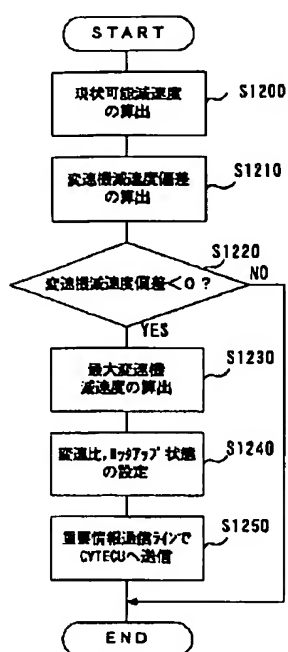 START
現状可能減速度
の算出
S1200
変速機減速度偏差
の算出
S1210
S1220
変速機減速度偏差<0?
NO
YES
最大変速機
減速度の算出
S1230
変速比,ロックアップ状態
の設定
S1240
重要情報通信ラインで
CVTECUへ送信
S1250
END